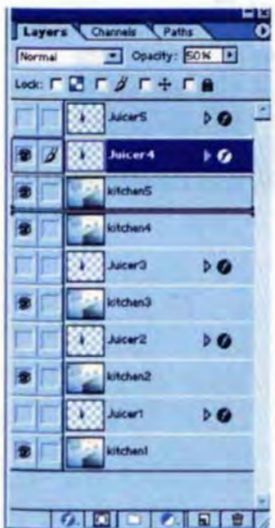 Layers Channels Paths
Normal Opacity: 50%
Lock:
Juicer5
Juicer4
kitchen5
kitchen4
Juicer3
kitchen3
Juicer2
kitchen2
Juicer1
kitchen1